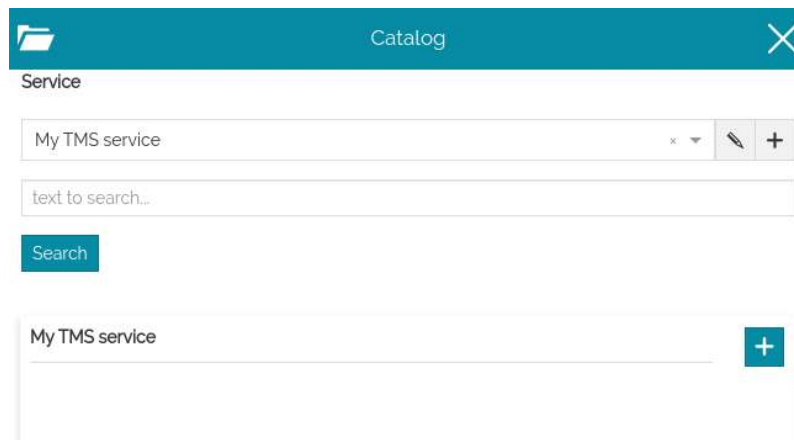 Catalog
Service
My TMS service
text to search...
Search
My TMS service